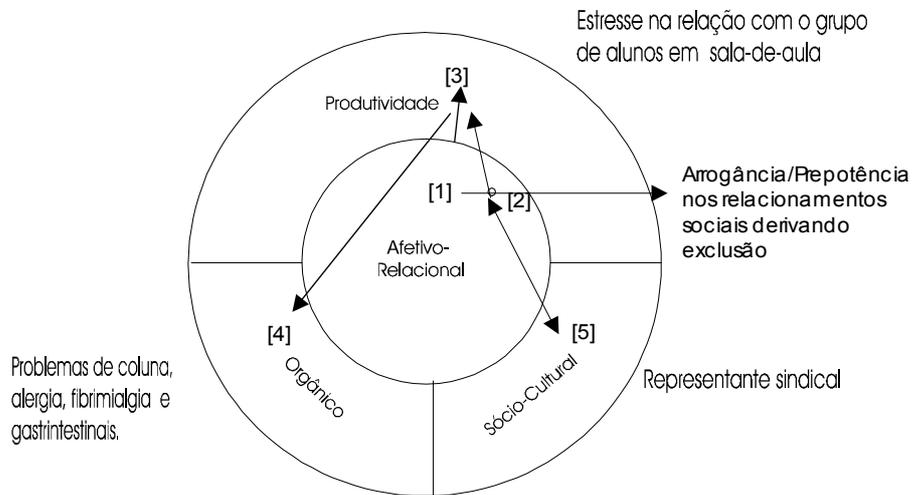 Estresse na relação com o grupo
de alunos em sala-de-aula
[3]
Produtividade
[1]
[2]
Arrogância/Prepotência
nos relacionamentos
sociais derivando
exclusão
Afetivo-
Relacional
[4]
[5]
Orgânico
Sócio-Cultural
Problemas de coluna,
alergia, fibrimialgia e
gastrintestinais.
Representante sindical